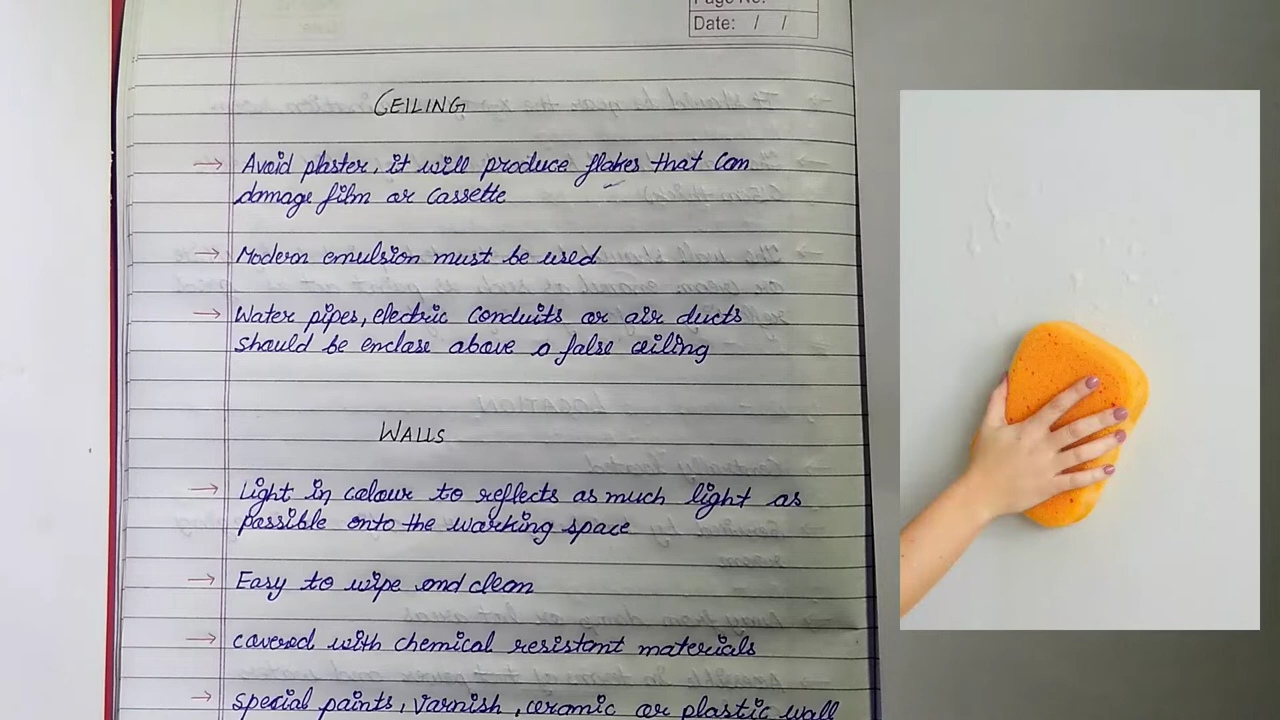 Page No:
Date: / /
CEILING
→ Avoid plaster, it will produce flakes that can
damage film or cassette
→ Modern emulsion must be used
→ Water pipes, electric conduits or air ducts
should be enclose above a false ceiling
WALLS
→ Light in colour to reflects as much light as
possible onto the working space
→ Easy to wipe and clean
→ covered with chemical resistant materials
→ special paints, varnish, ceramic or plastic wall